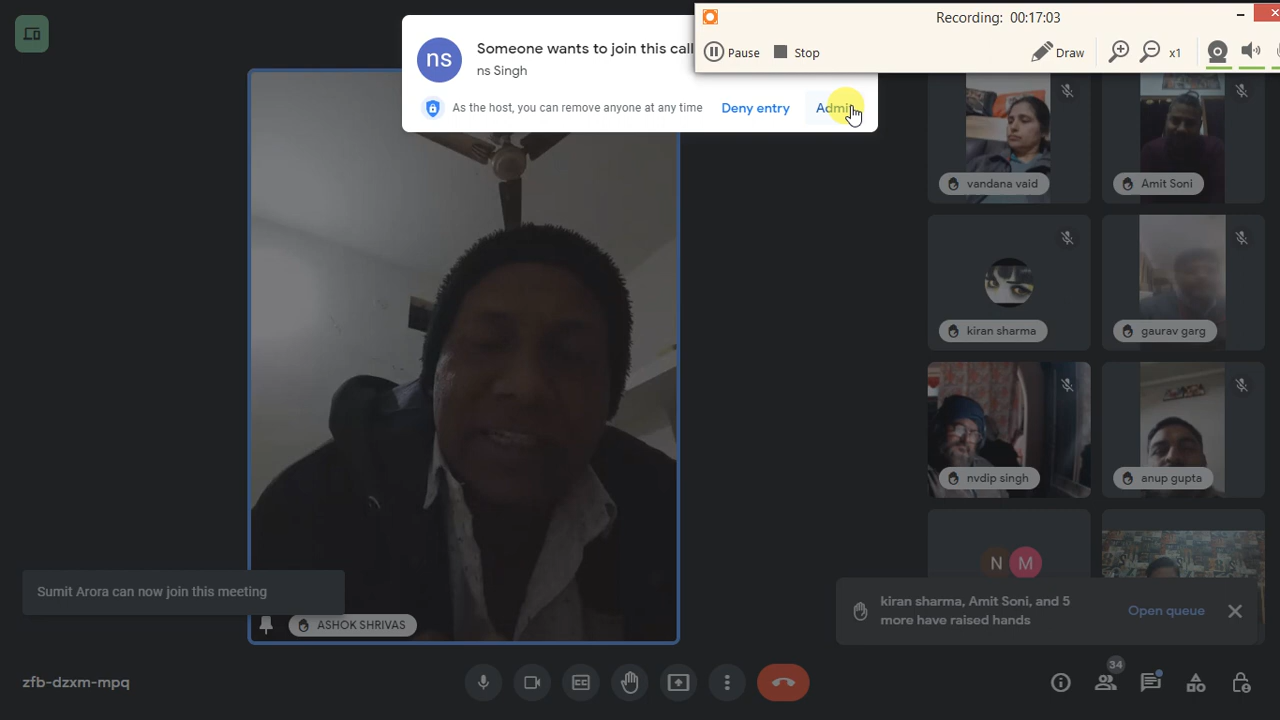 Recording: 00:17:03
Pause
Stop
Draw
x1
ns
Someone wants to join this call
ns Singh
As the host, you can remove anyone at any time
Deny entry
vandana vaid
Amit Soni
kiran sharma
gaurav garg
nvdip singh
anup gupta
N M
Sumit Arora can now join this meeting
ASHOK SHRIVAS
kiran sharma, Amit Soni, and 5
more have raised hands
Open queue
zfb-dzxm-mpq
34